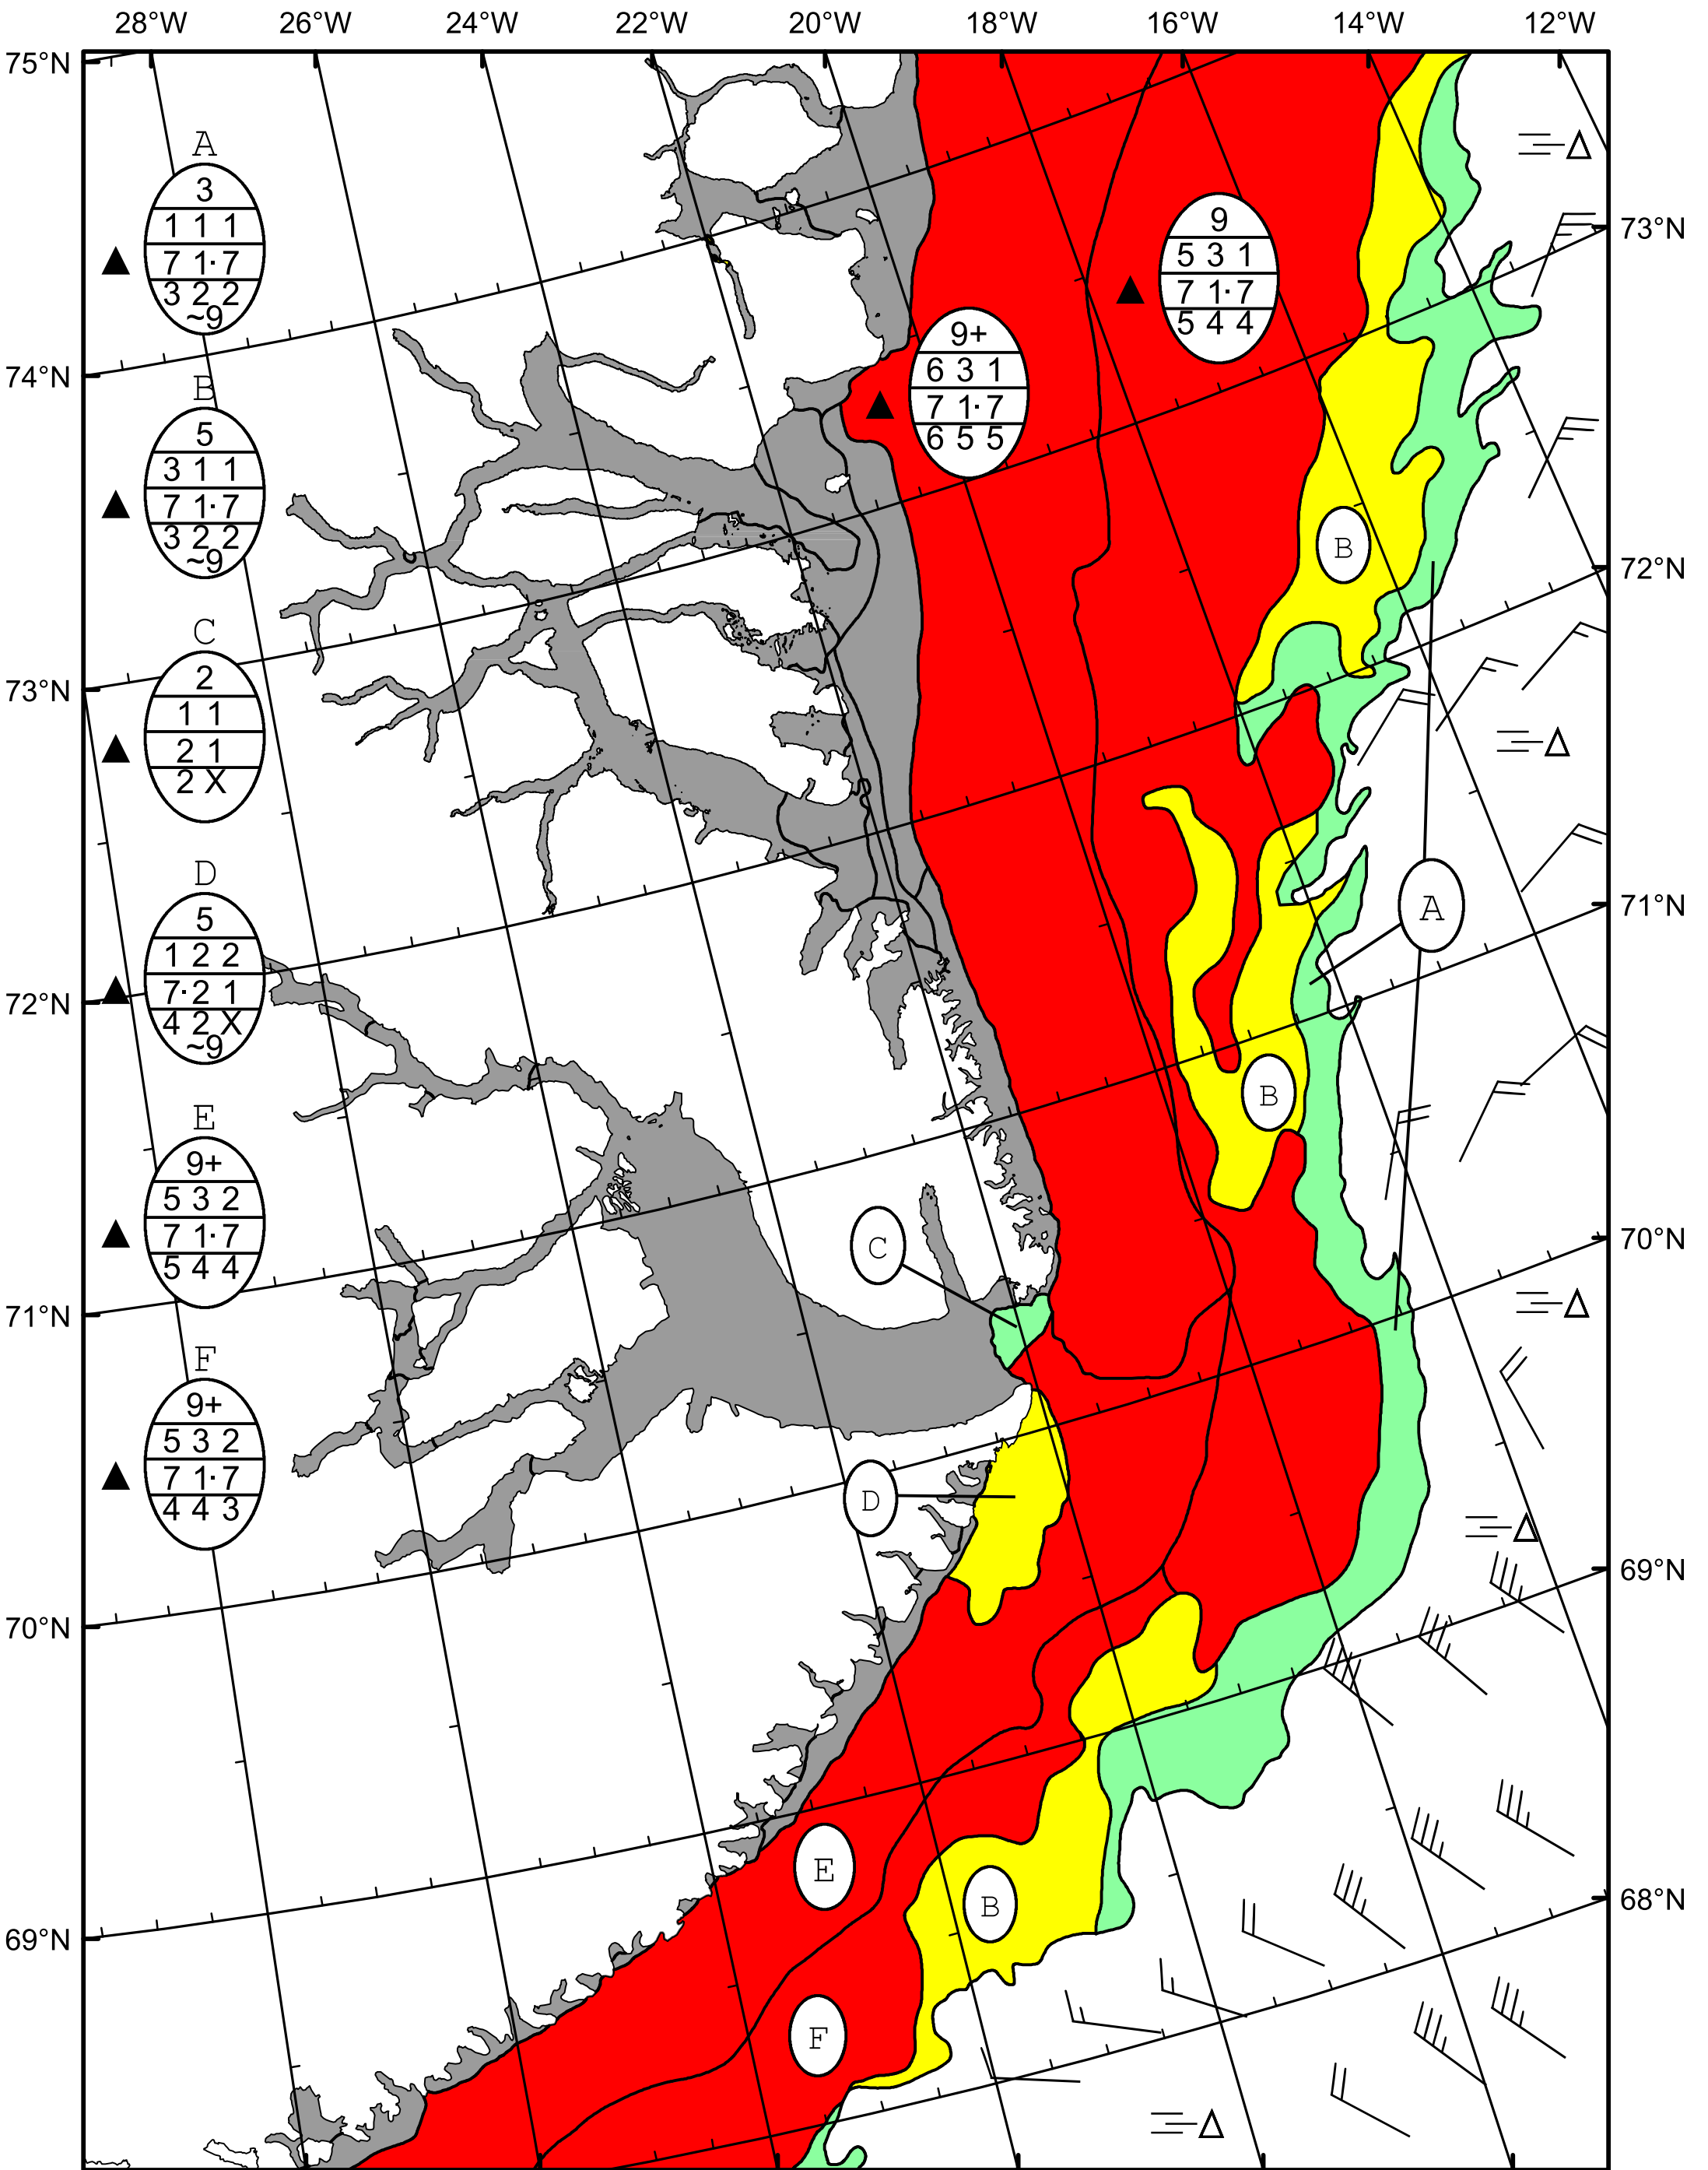 28°W 26°W 24°W 22°W 20°W 18°W 16°W 14°W 12°W
75°N
A
3
1 1 1
7 1· 7
3 2 2
~9
9
5 3 1
7 1· 7
5 4 4
73°N
9+
6 3 1
7 1· 7
6 5 5
74°N
B
5
3 1 1
7 1· 7
3 2 2
~9
B
72°N
C
2
1 1
2 1
2 X
73°N
D
5
1 2 2
7· 2 1
4 2 X
~9
A
71°N
72°N
B
E
9+
5 3 2
7 1· 7
5 4 4
C
70°N
71°N
F
9+
5 3 2
7 1· 7
4 4 3
D
69°N
70°N
E
B
68°N
69°N
F